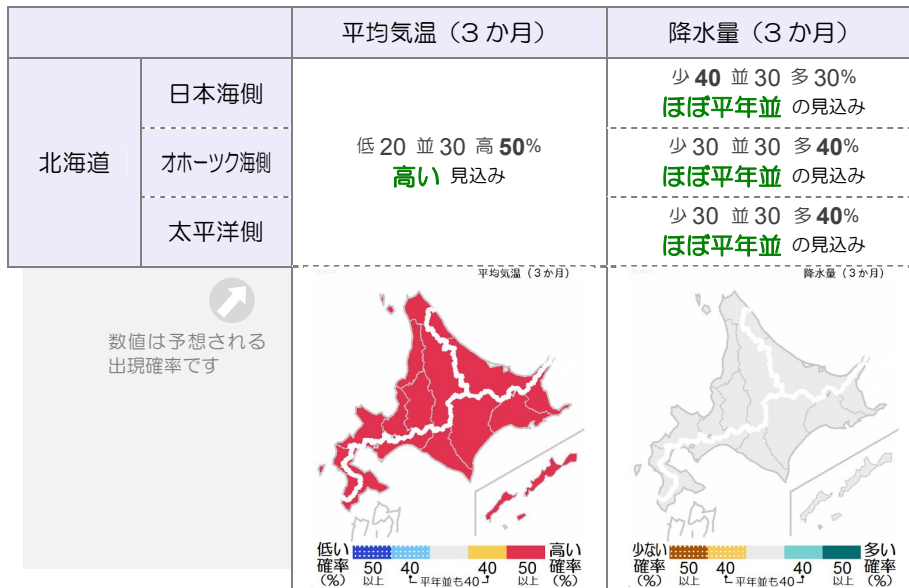 平均気温（3か月）
降水量（3か月）
北海道
日本海側
オホーツク海側
太平洋側
低 20 並 30 高 50%
高い 見込み
少 40 並 30 多 30%
ほぼ平年並 の見込み
少 30 並 30 多 40%
ほぼ平年並 の見込み
少 30 並 30 多 40%
ほぼ平年並 の見込み
数値は予想される
出現確率です
平均気温（3か月）
低い 高い
確率 50 40 40 50 確率
(%) 以上 平年並も40 以上 (%)
降水量（3か月）
少ない 多い
確率 50 40 40 50 確率
(%) 以上 平年並も40 以上 (%)